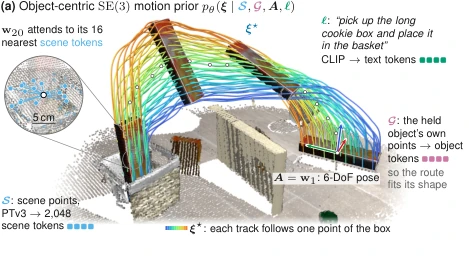 (a) Object-centric SE(3) motion prior pθ(ξ | S, G, A, ℓ)
w₂₀ attends to its 16
nearest scene tokens
5 cm
ξ⋆
ℓ: “pick up the long
cookie box and place it
in the basket”
CLIP → text tokens
G: the held
object's own
points → object
tokens
so the route
fits its shape
A = w₁: 6-DoF pose
S: scene points,
PTv3 → 2,048
scene tokens
ξ⋆: each track follows one point of the box